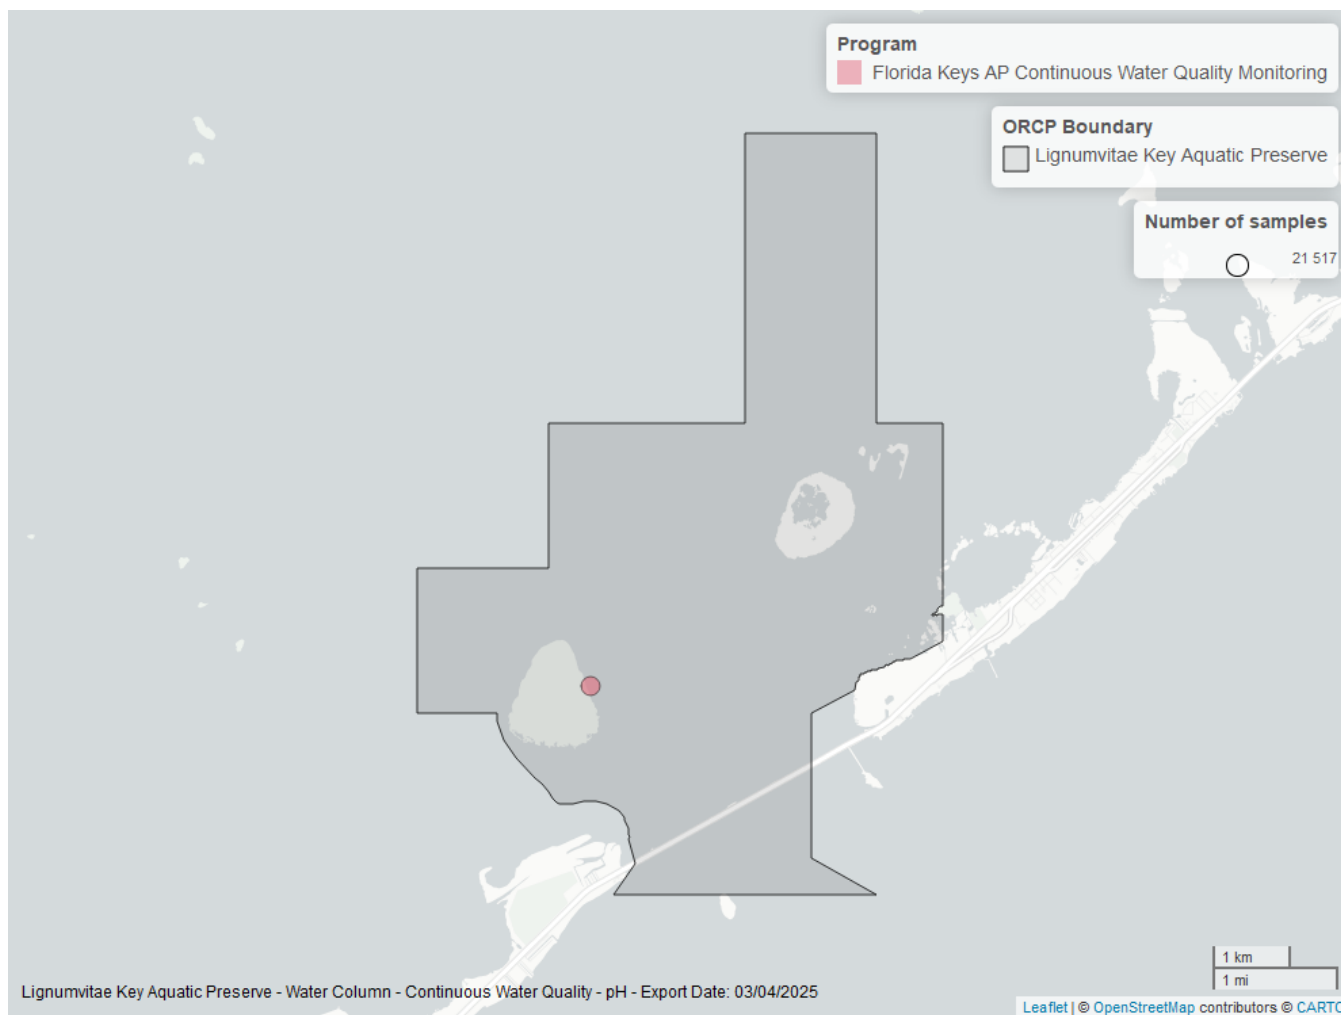 Program
Florida Keys AP Continuous Water Quality Monitoring
ORCP Boundary
Lignumvitae Key Aquatic Preserve
Number of samples
21 517
1 km
1 mi
Lignumvitae Key Aquatic Preserve - Water Column - Continuous Water Quality - pH - Export Date: 03/04/2025
Leaflet | © OpenStreetMap contributors © CARTO